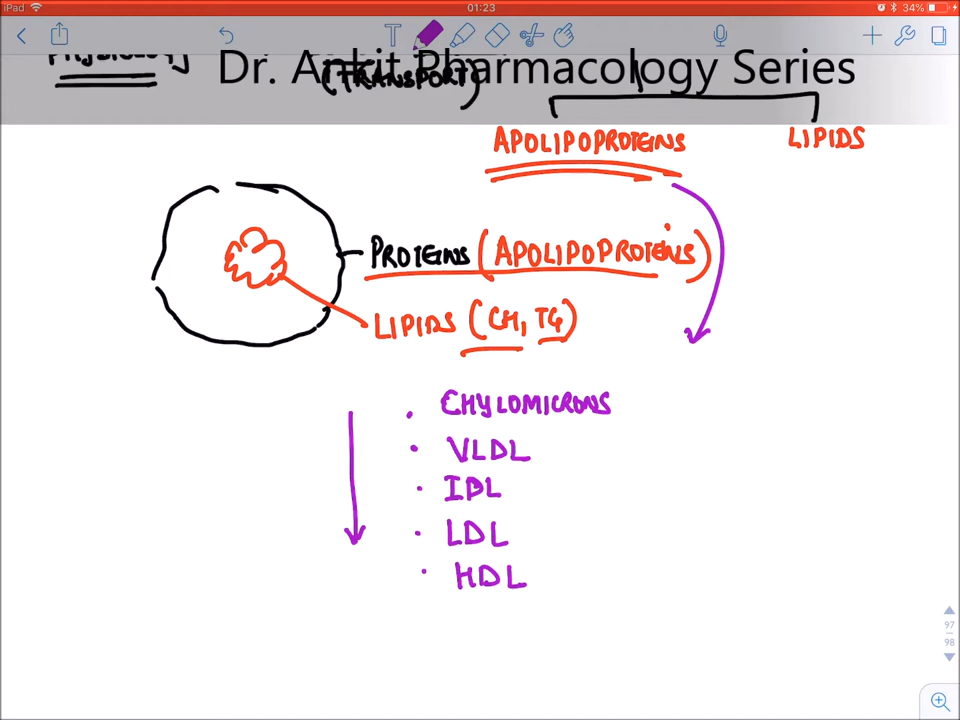 iPad 01:23 34%
PHYSIOLOGY Dr. Ankit Pharmacology Series
(TRANSPORT)
APOLIPOPROTEINS LIPIDS
PROTEINS (APOLIPOPROTEINS)
LIPIDS (CH, TG)
• CHYLOMICRONS
• VLDL
• IDL
• LDL
• HDL
97
98